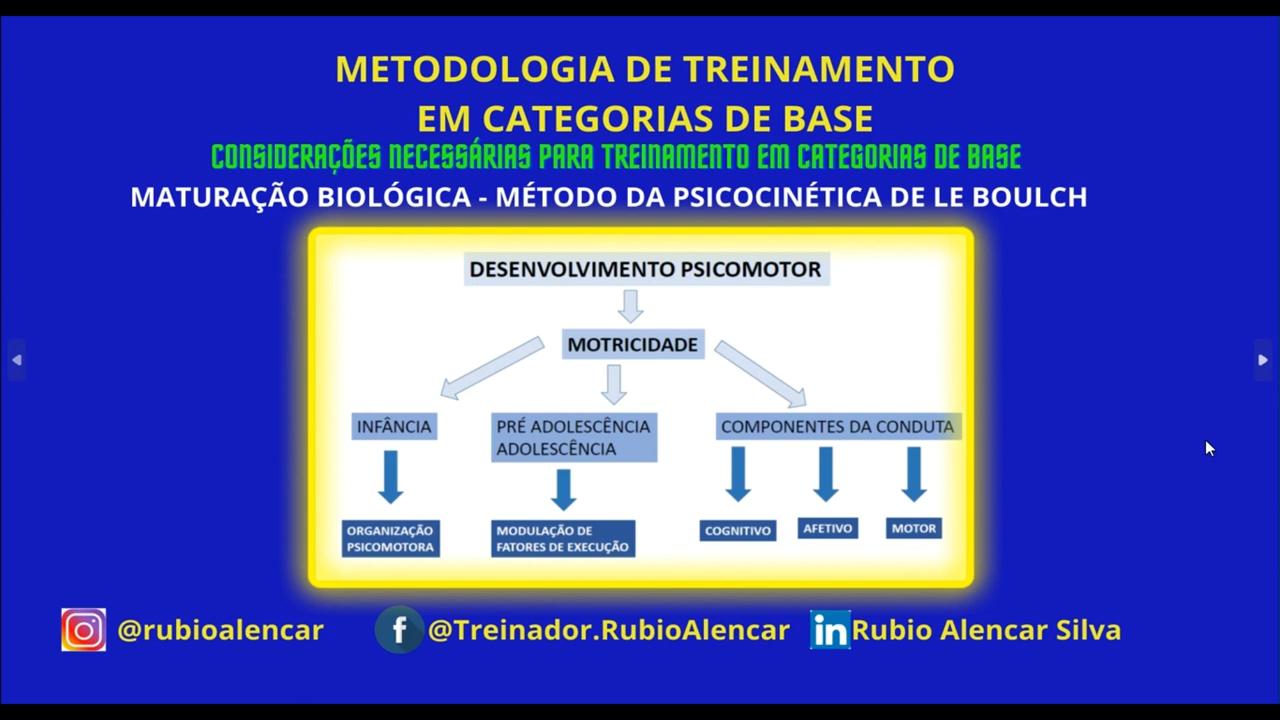 METODOLOGIA DE TREINAMENTO
EM CATEGORIAS DE BASE
CONSIDERAÇÕES NECESSÁRIAS PARA TREINAMENTO EM CATEGORIAS DE BASE
MATURAÇÃO BIOLÓGICA - MÉTODO DA PSICOCINÉTICA DE LE BOULCH
DESENVOLVIMENTO PSICOMOTOR
MOTRICIDADE
INFÂNCIA
PRÉ ADOLESCÊNCIA
ADOLESCÊNCIA
COMPONENTES DA CONDUTA
ORGANIZAÇÃO
PSICOMOTORA
MODULAÇÃO DE
FATORES DE EXECUÇÃO
COGNITIVO
AFETIVO
MOTOR
@rubioalencar
@Treinador.RubioAlencar
Rubio Alencar Silva